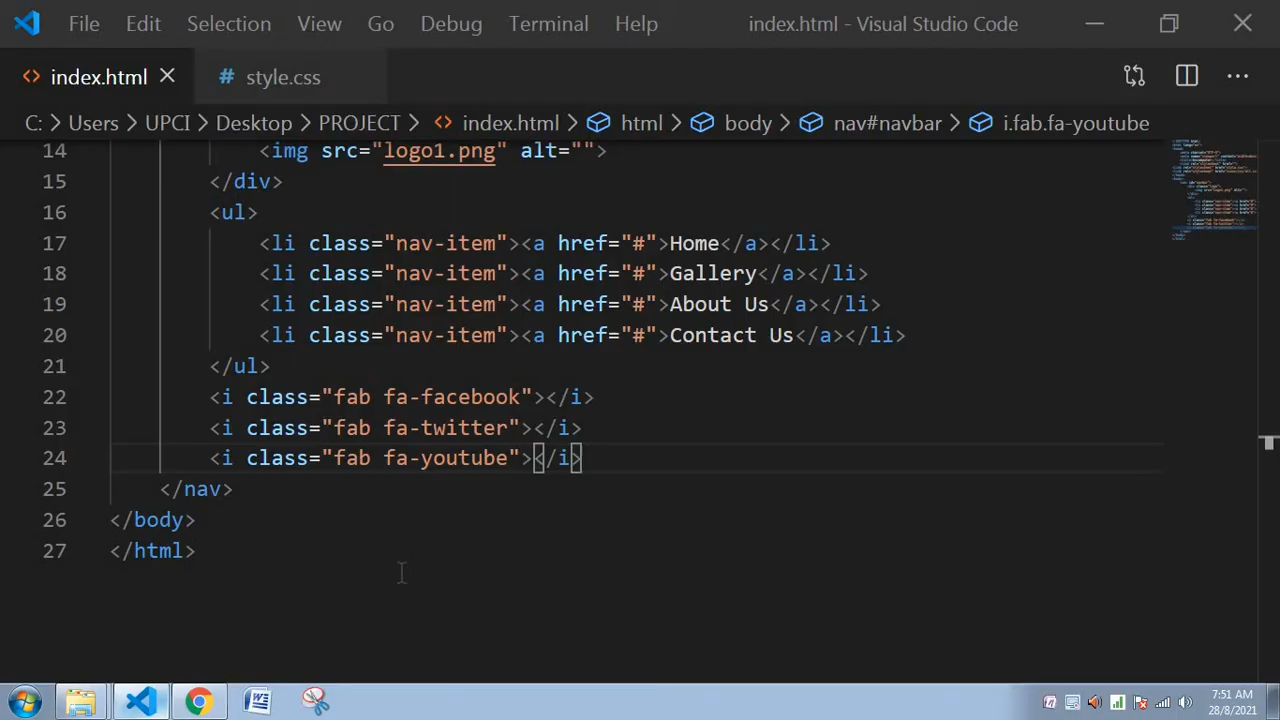 File Edit Selection View Go Debug Terminal Help index.html - Visual Studio Code
index.html # style.css
C: > Users > UPCI > Desktop > PROJECT > index.html > html > body > nav#navbar > i.fab.fa-youtube
14 <img src="logo1.png" alt="">
15 </div>
16 <ul>
17 <li class="nav-item"><a href="#">Home</a></li>
18 <li class="nav-item"><a href="#">Gallery</a></li>
19 <li class="nav-item"><a href="#">About Us</a></li>
20 <li class="nav-item"><a href="#">Contact Us</a></li>
21 </ul>
22 <i class="fab fa-facebook"></i>
23 <i class="fab fa-twitter"></i>
24 <i class="fab fa-youtube"></i>
25 </nav>
26 </body>
27 </html>
7:51 AM
28/8/2021